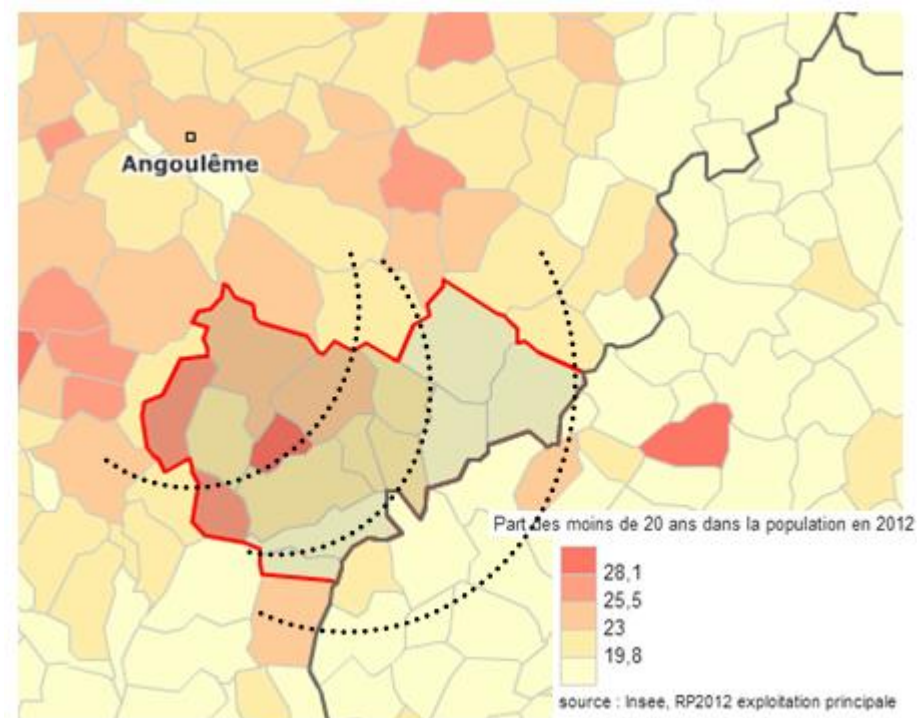 Angoulême
Part des moins de 20 ans dans la population en 2012
28,1
25,5
23
19,8
source : Insee, RP2012 exploitation principale